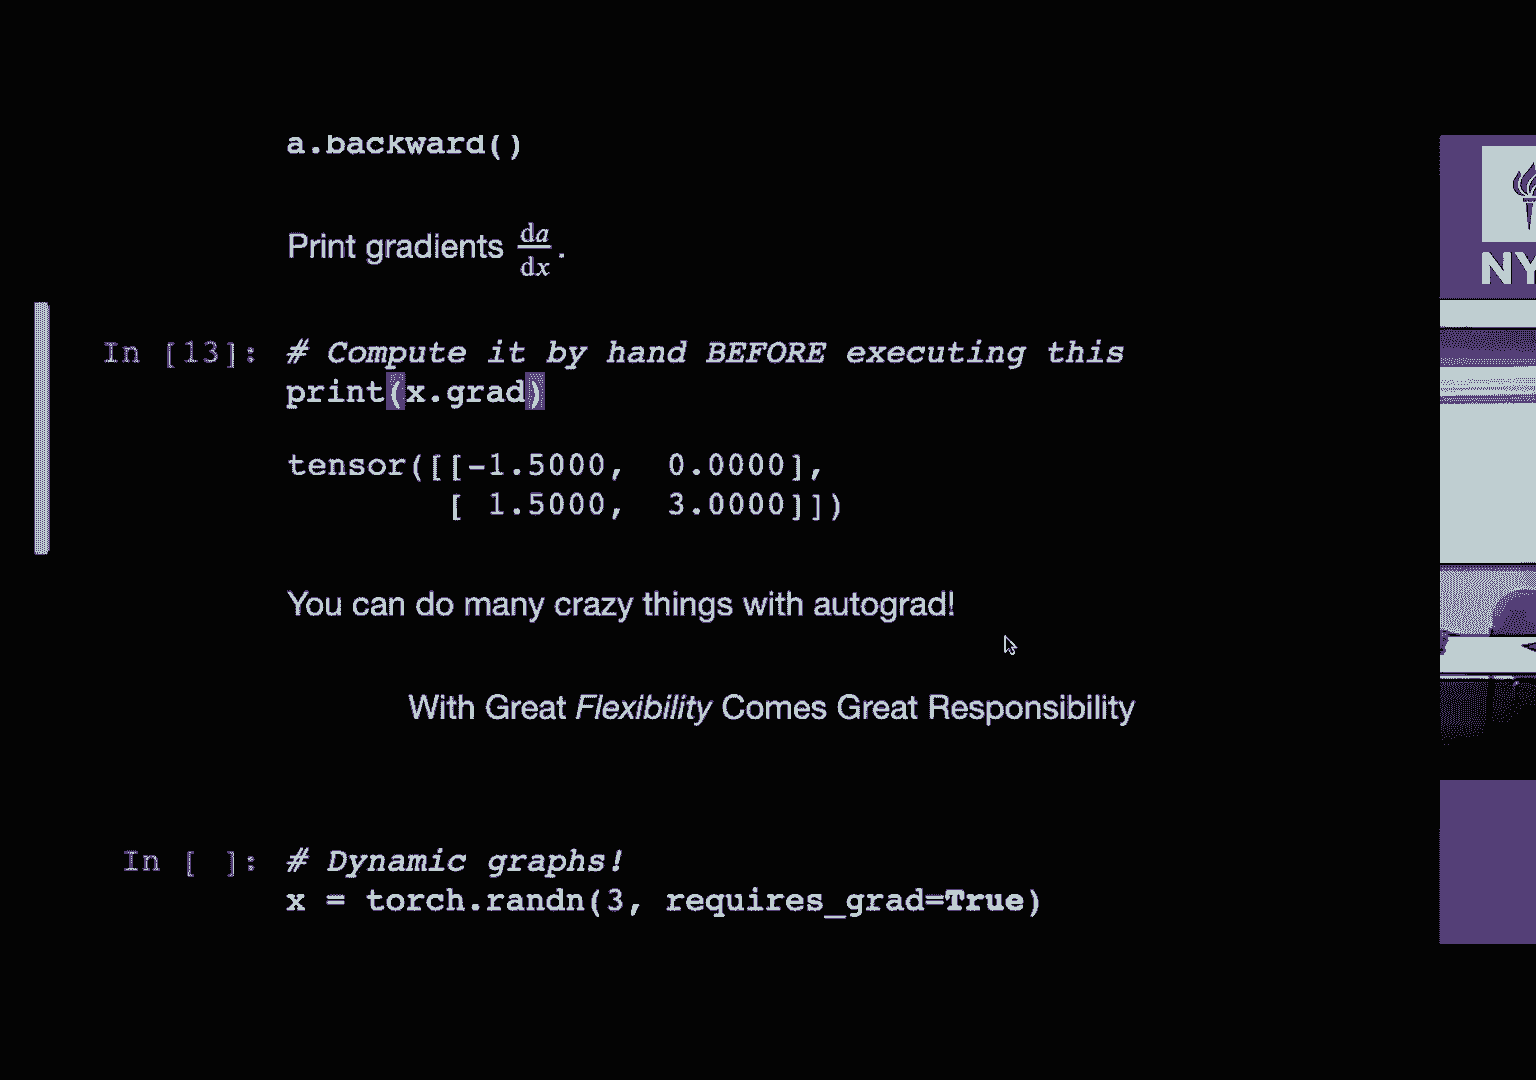 a.backward()
Print gradients da/dx.
In [13]: # Compute it by hand BEFORE executing this
print(x.grad)
tensor([[-1.5000,  0.0000],
[ 1.5000,  3.0000]])
You can do many crazy things with autograd!
With Great Flexibility Comes Great Responsibility
In [ ]: # Dynamic graphs!
x = torch.randn(3, requires_grad=True)
NY